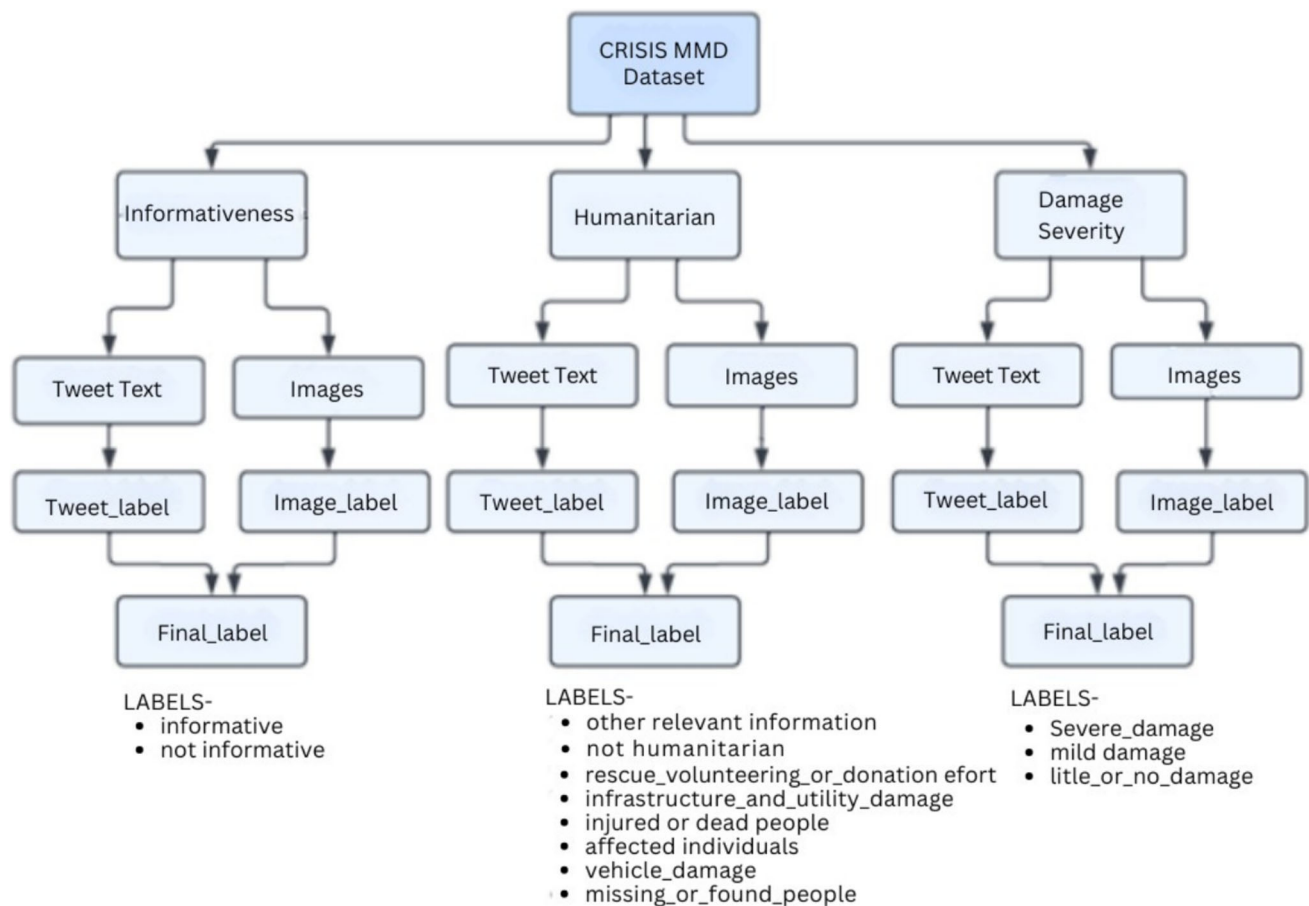 CRISIS MMD
Dataset
Informativeness
Humanitarian
Damage
Severity
Tweet Text
Images
Tweet Text
Images
Tweet Text
Images
Tweet_label
Image_label
Tweet_label
Image_label
Tweet_label
Image_label
Final_label
Final_label
Final_label
LABELS-
• informative
• not informative
LABELS-
• other relevant information
• not humanitarian
• rescue_volunteering_or_donation efort
• infrastructure_and_utility_damage
• injured or dead people
• affected individuals
• vehicle_damage
• missing_or_found_people
LABELS-
• Severe_damage
• mild damage
• litle_or_no_damage